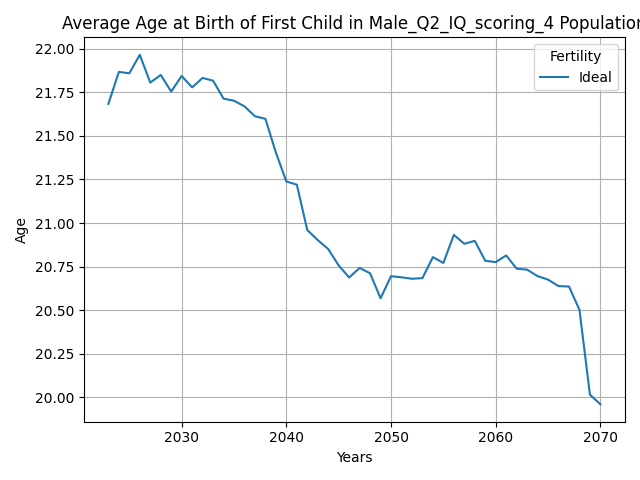 Average Age at Birth of First Child in Male_Q2_IQ_scoring_4 Population
22.00
21.75
21.50
21.25
21.00
20.75
20.50
20.25
20.00
Age
Fertility
Ideal
2030 2040 2050 2060 2070
Years